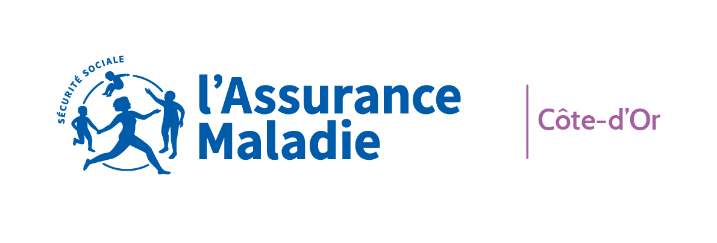 SÉCURITÉ SOCIALE
l'Assurance
Maladie
Côte-d'Or